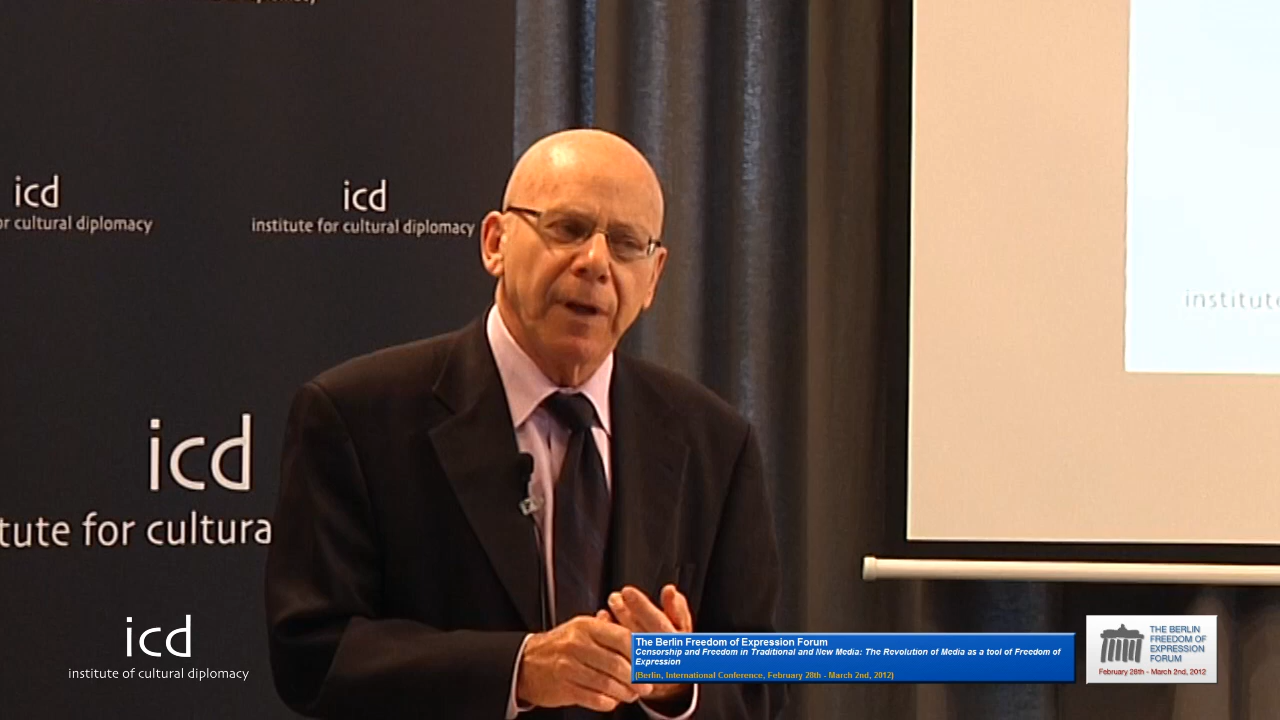 diplomacy
icd
or cultural diplomacy
icd
institute for cultural diplomacy
institute
icd
tute for cultura
icd
institute of cultural diplomacy
The Berlin Freedom of Expression Forum
Censorship and Freedom in Traditional and New Media: The Revolution of Media as a tool of Freedom of
Expression
(Berlin, International Conference, February 28th - March 2nd, 2012)
THE BERLIN
FREEDOM OF
EXPRESSION
FORUM
February 28th - March 2nd, 2012